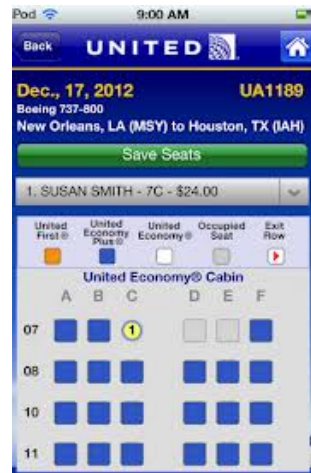 Pod 9:00 AM
Back UNITED
Dec., 17, 2012 UA1189
Boeing 737-800
New Orleans, LA (MSY) to Houston, TX (IAH)
Save Seats
1. SUSAN SMITH - 7C - $24.00
United First® United Economy Plus® United Economy® Occupied Seat Exit Row
United Economy® Cabin
A B C D E F
07 1
08
10
11